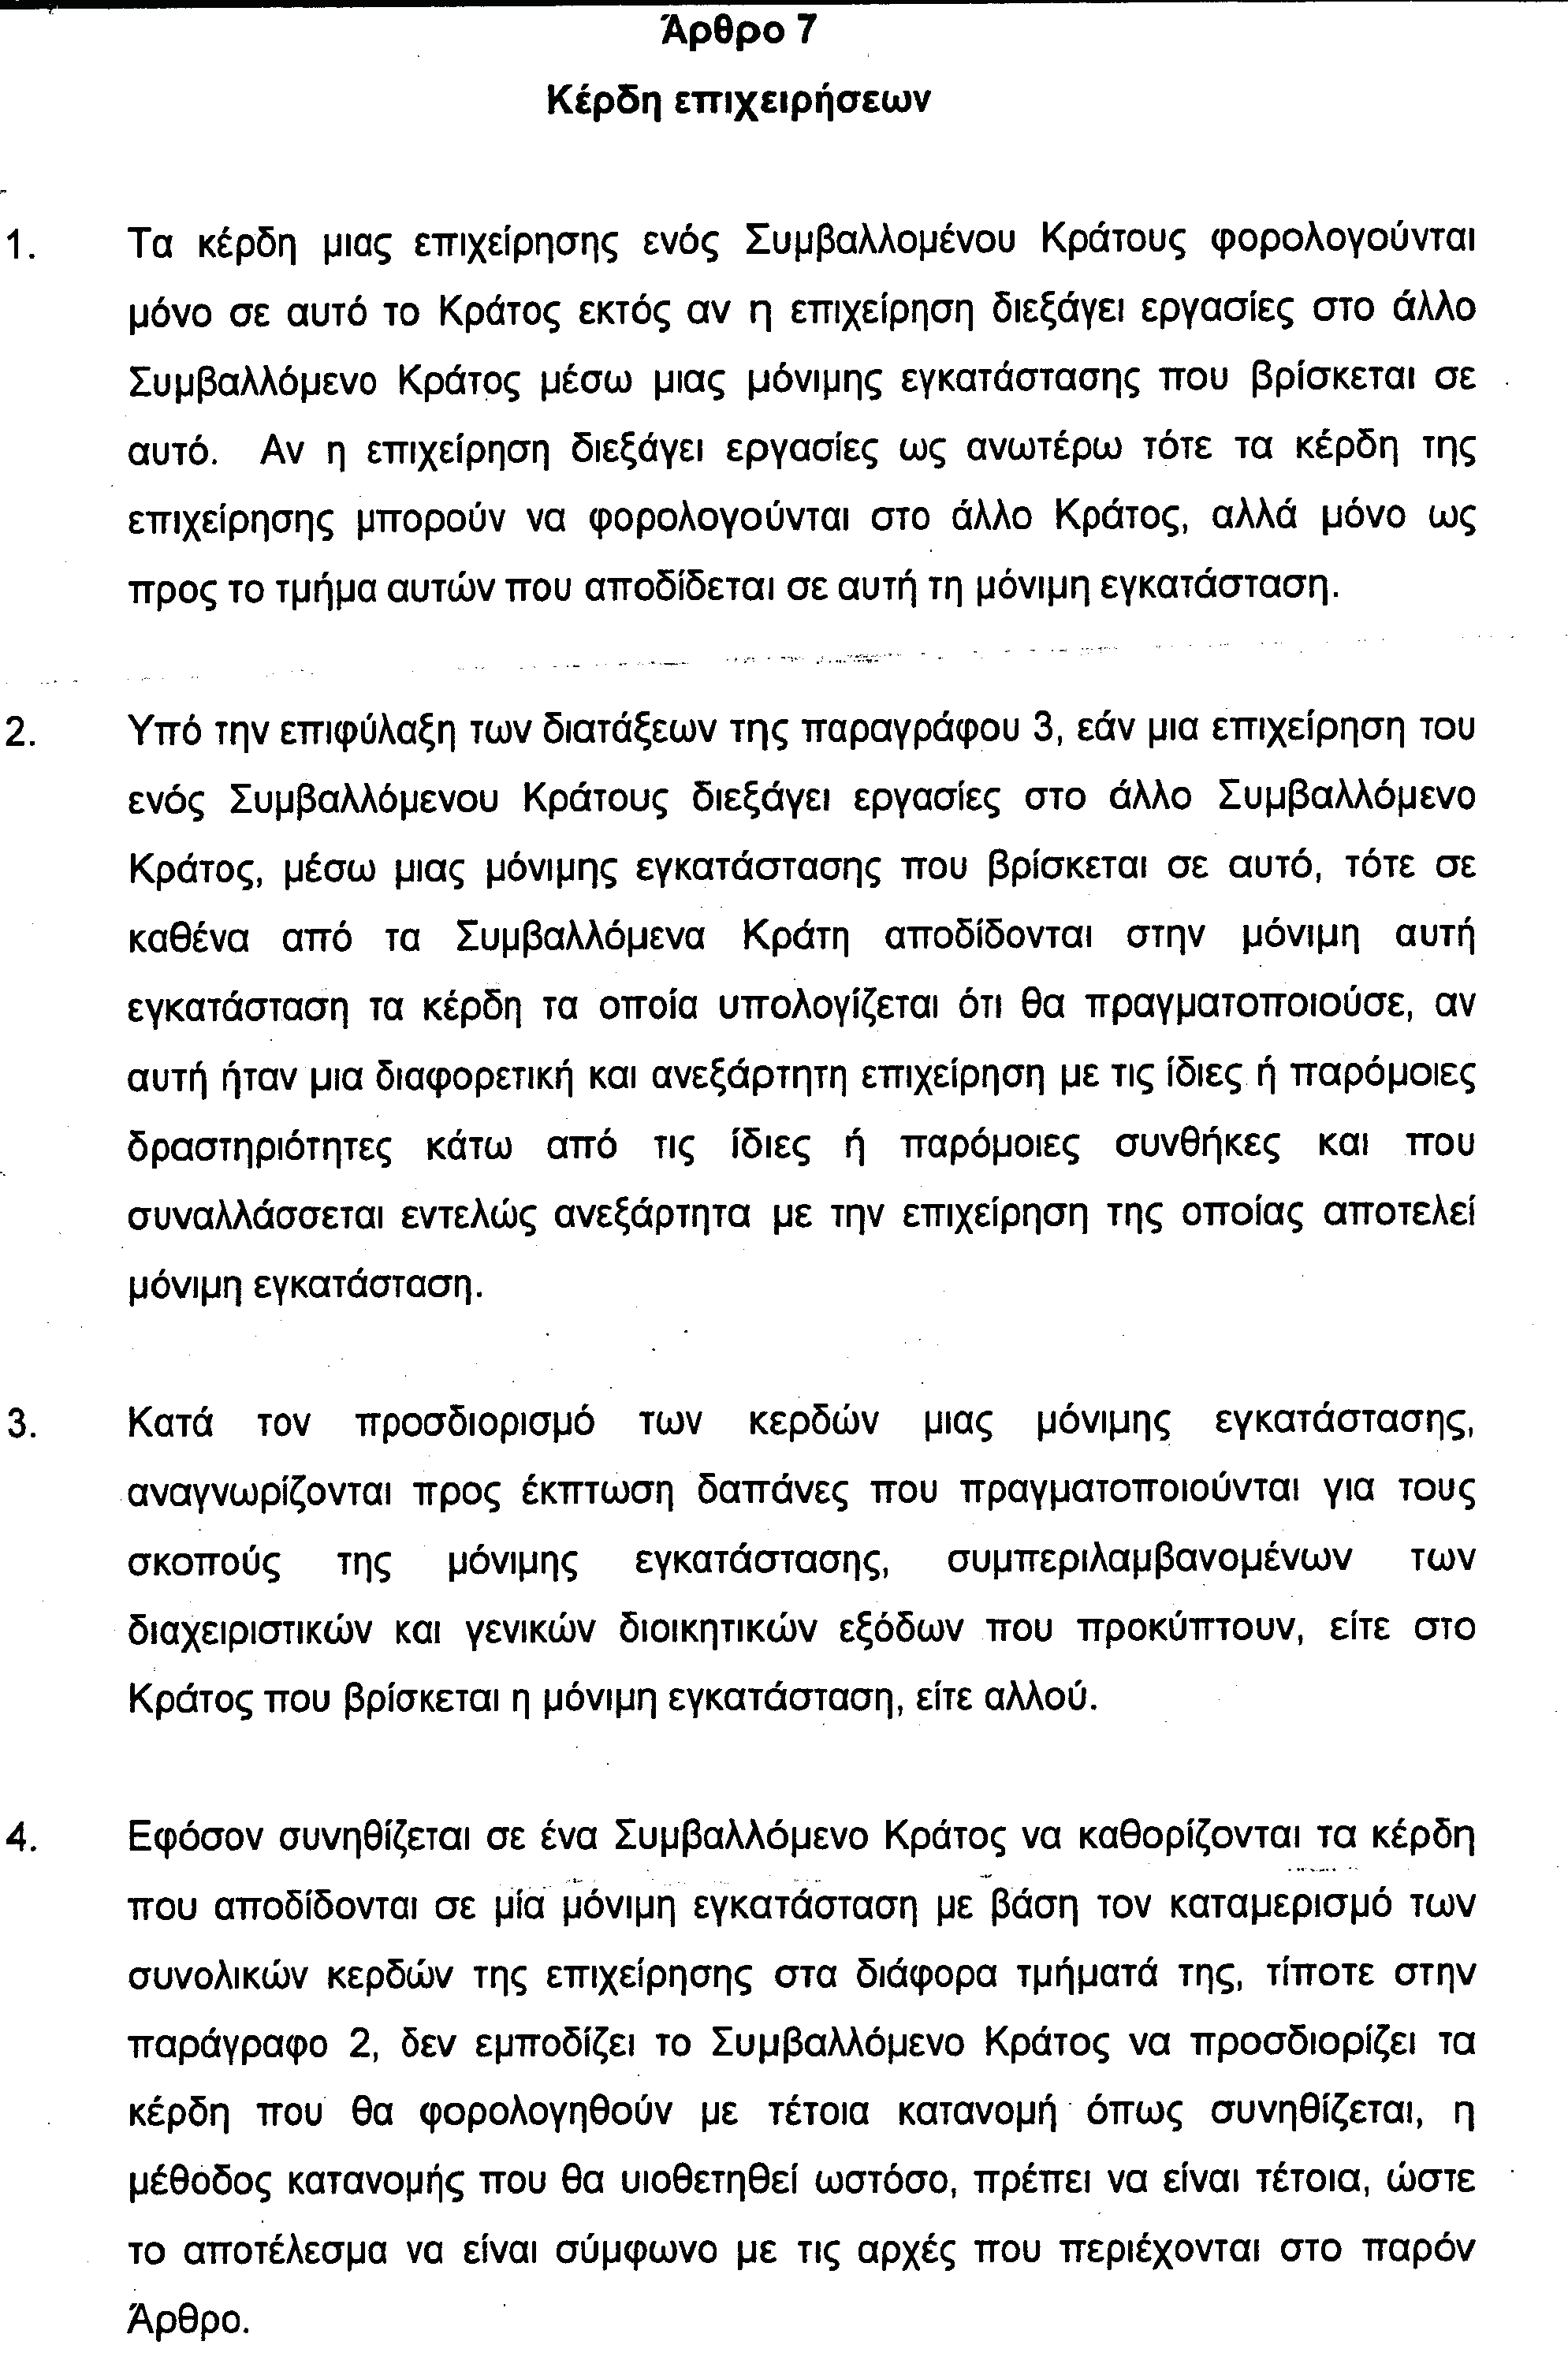 Άρθρο 7
Κέρδη επιχειρήσεων
1. Τα κέρδη μιας επιχείρησης ενός Συμβαλλομένου Κράτους φορολογούνται
μόνο σε αυτό το Κράτος εκτός αν η επιχείρηση διεξάγει εργασίες στο άλλο
Συμβαλλόμενο Κράτος μέσω μιας μόνιμης εγκατάστασης που βρίσκεται σε
αυτό. Αν η επιχείρηση διεξάγει εργασίες ως ανωτέρω τότε τα κέρδη της
επιχείρησης μπορούν να φορολογούνται στο άλλο Κράτος, αλλά μόνο ως
προς το τμήμα αυτών που αποδίδεται σε αυτή τη μόνιμη εγκατάσταση.
2. Υπό την επιφύλαξη των διατάξεων της παραγράφου 3, εάν μια επιχείρηση του
ενός Συμβαλλόμενου Κράτους διεξάγει εργασίες στο άλλο Συμβαλλόμενο
Κράτος, μέσω μιας μόνιμης εγκατάστασης που βρίσκεται σε αυτό, τότε σε
καθένα από τα Συμβαλλόμενα Κράτη αποδίδονται στην μόνιμη αυτή
εγκατάσταση τα κέρδη τα οποία υπολογίζεται ότι θα πραγματοποιούσε, αν
αυτή ήταν μια διαφορετική και ανεξάρτητη επιχείρηση με τις ίδιες ή παρόμοιες
δραστηριότητες κάτω από τις ίδιες ή παρόμοιες συνθήκες και που
συναλλάσσεται εντελώς ανεξάρτητα με την επιχείρηση της οποίας αποτελεί
μόνιμη εγκατάσταση.
3. Κατά τον προσδιορισμό των κερδών μιας μόνιμης εγκατάστασης,
αναγνωρίζονται προς έκπτωση δαπάνες που πραγματοποιούνται για τους
σκοπούς της μόνιμης εγκατάστασης, συμπεριλαμβανομένων των
διαχειριστικών και γενικών διοικητικών εξόδων που προκύπτουν, είτε στο
Κράτος που βρίσκεται η μόνιμη εγκατάσταση, είτε αλλού.
4. Εφόσον συνηθίζεται σε ένα Συμβαλλόμενο Κράτος να καθορίζονται τα κέρδη
που αποδίδονται σε μία μόνιμη εγκατάσταση με βάση τον καταμερισμό των
συνολικών κερδών της επιχείρησης στα διάφορα τμήματά της, τίποτε στην
παράγραφο 2, δεν εμποδίζει το Συμβαλλόμενο Κράτος να προσδιορίζει τα
κέρδη που θα φορολογηθούν με τέτοια κατανομή όπως συνηθίζεται, η
μέθοδος κατανομής που θα υιοθετηθεί ωστόσο, πρέπει να είναι τέτοια, ώστε
το αποτέλεσμα να είναι σύμφωνο με τις αρχές που περιέχονται στο παρόν
Άρθρο.